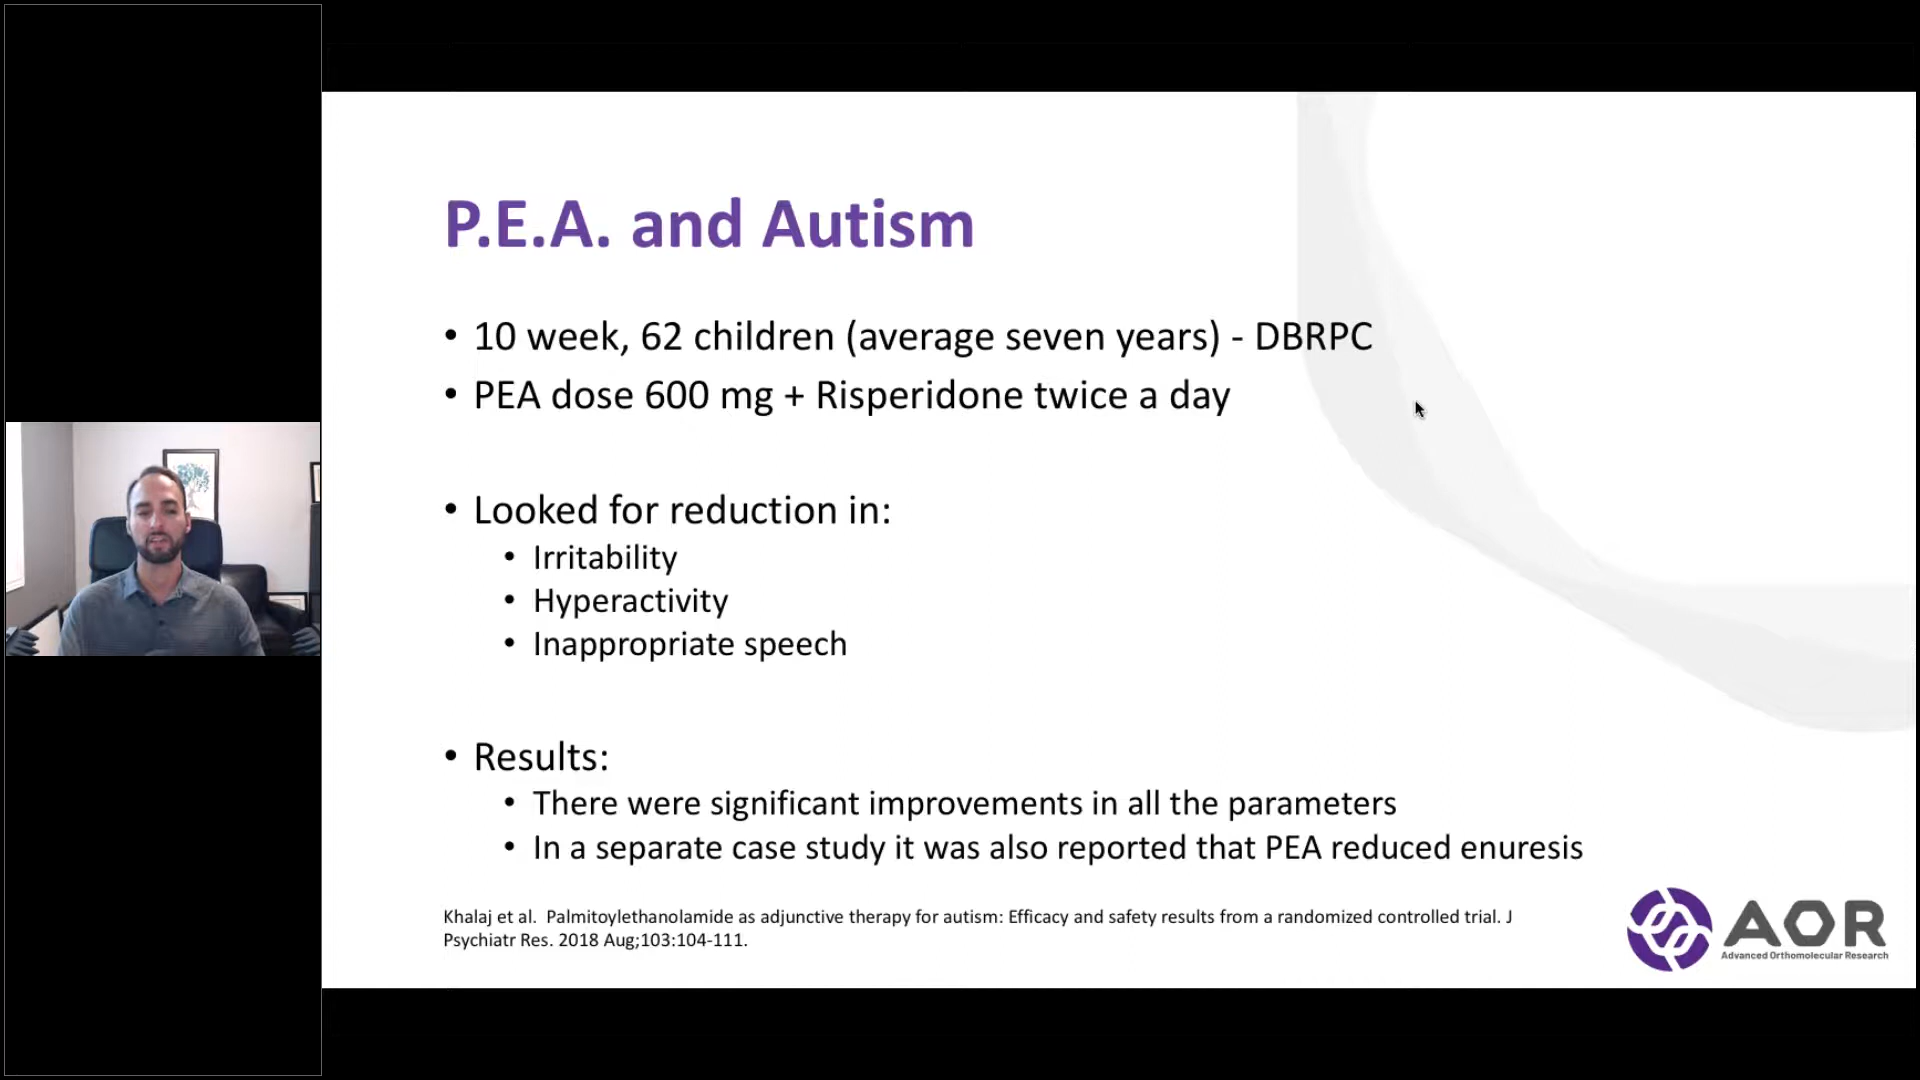 P.E.A. and Autism
• 10 week, 62 children (average seven years) - DBRPC
• PEA dose 600 mg + Risperidone twice a day
• Looked for reduction in:
• Irritability
• Hyperactivity
• Inappropriate speech
• Results:
• There were significant improvements in all the parameters
• In a separate case study it was also reported that PEA reduced enuresis
Khalaj et al. Palmitoylethanolamide as adjunctive therapy for autism: Efficacy and safety results from a randomized controlled trial. J
Psychiatr Res. 2018 Aug;103:104-111.
AOR
Advanced Orthomolecular Research